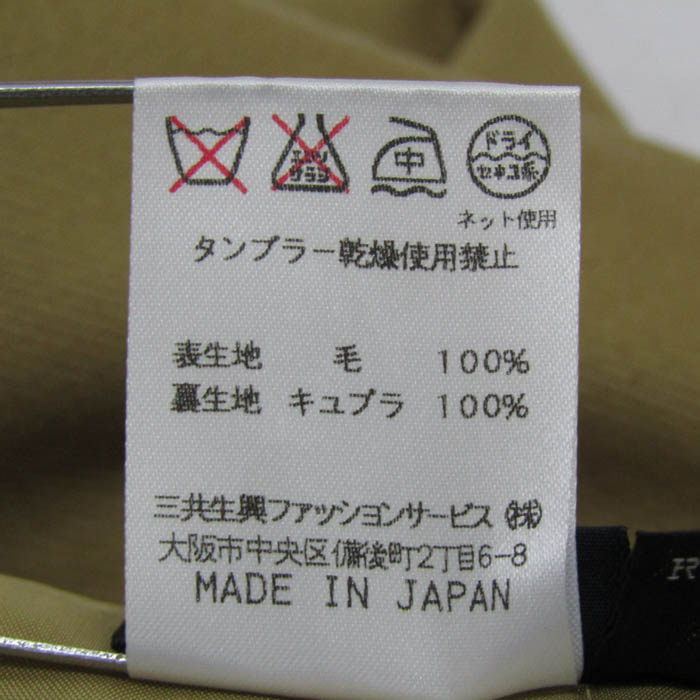 エンソ サラシ 中 ドライ
セキユ系
ネット使用
タンブラー乾燥使用禁止
表生地 毛 100%
裏生地 キュプラ 100%
三共生興ファッションサービス(株)
大阪市中央区備後町2丁目6-8
MADE IN JAPAN
R